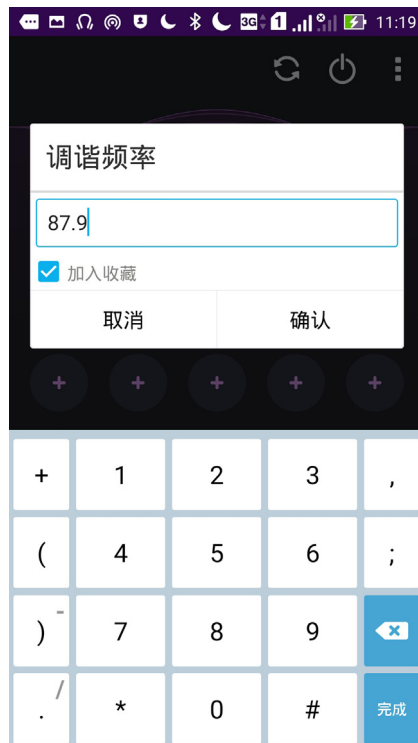 3G 1 11:19
调谐频率
87.9
加入收藏
取消 确认
+ + + + +
+ 1 2 3 ,
( 4 5 6 ;
) - 7 8 9
. / * 0 # 完成